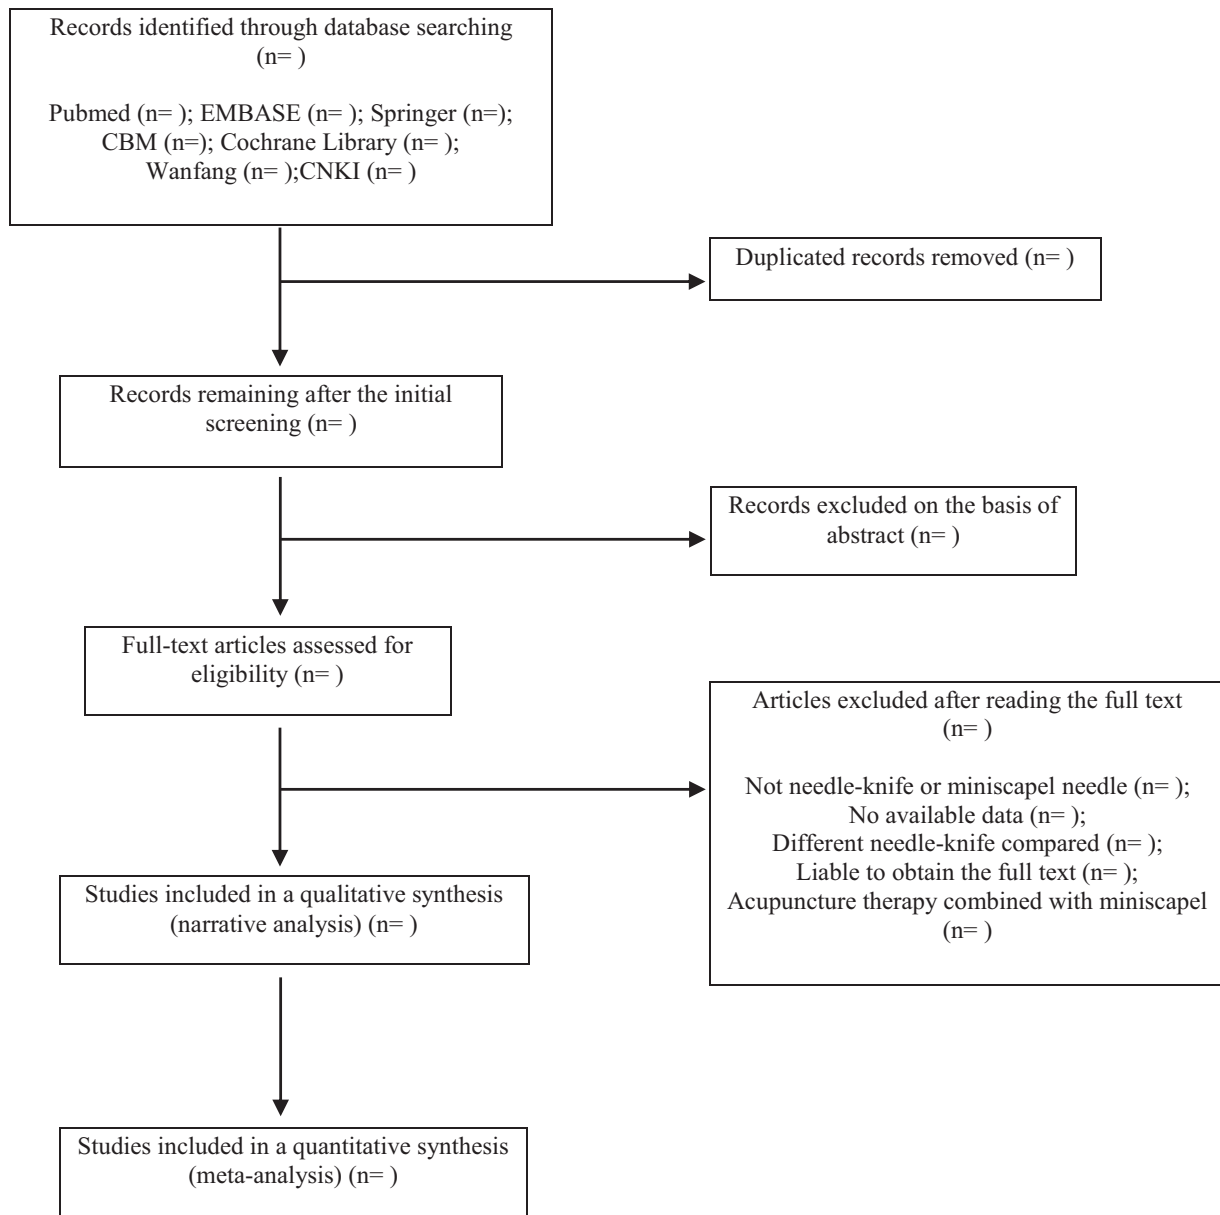 Records identified through database searching
(n= )
Pubmed (n= ); EMBASE (n= ); Springer (n=);
CBM (n=); Cochrane Library (n= );
Wanfang (n= );CNKI (n= )
Duplicated records removed (n= )
Records remaining after the initial
screening (n= )
Records excluded on the basis of
abstract (n= )
Full-text articles assessed for
eligibility (n= )
Articles excluded after reading the full text
(n= )
Not needle-knife or miniscapel needle (n= );
No available data (n= );
Different needle-knife compared (n= );
Liable to obtain the full text (n= );
Acupuncture therapy combined with miniscapel
(n= )
Studies included in a qualitative synthesis
(narrative analysis) (n= )
Studies included in a quantitative synthesis
(meta-analysis) (n= )